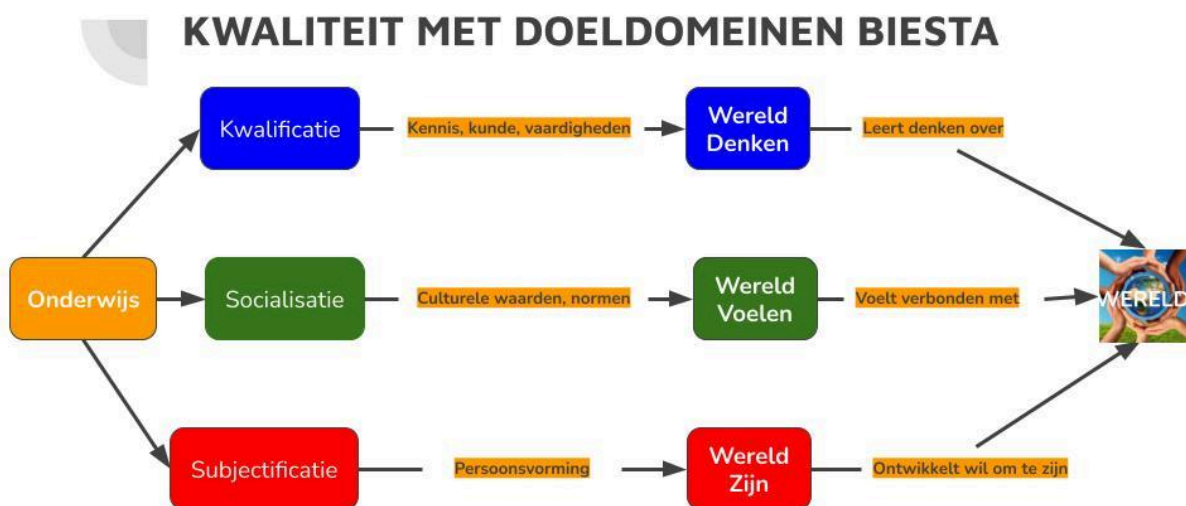 KWALITEIT MET DOELDOMEINEN BIESTA
Kwalificatie
Kennis, kunde, vaardigheden
Wereld
Denken
Leert denken over
Onderwijs
Socialisatie
Culturele waarden, normen
Wereld
Voelen
Voelt verbonden met
WERELD
Subjectificatie
Persoonsvorming
Wereld
Zijn
Ontwikkelt wil om te zijn